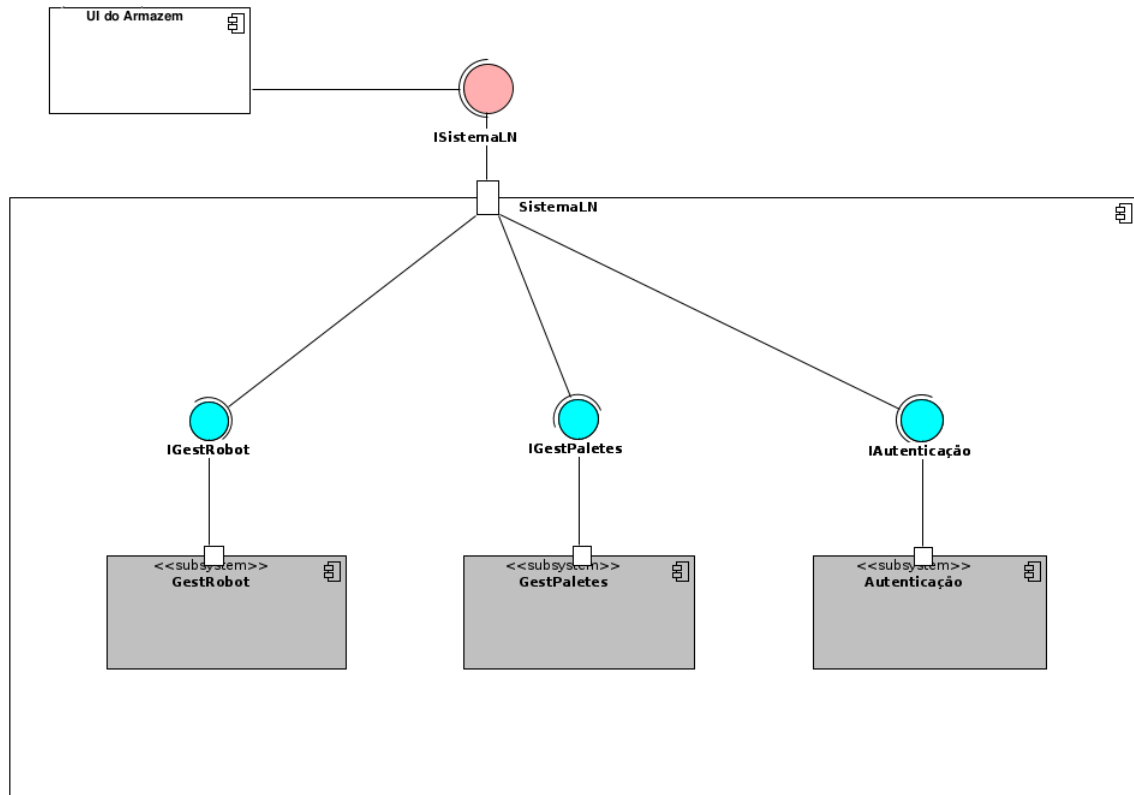 UI do Armazem
ISistemaLN
SistemaLN
IGestRobot
IGestPaletes
IAutenticação
<<subsystem>>
GestRobot
<<subsystem>>
GestPaletes
<<subsystem>>
Autenticação